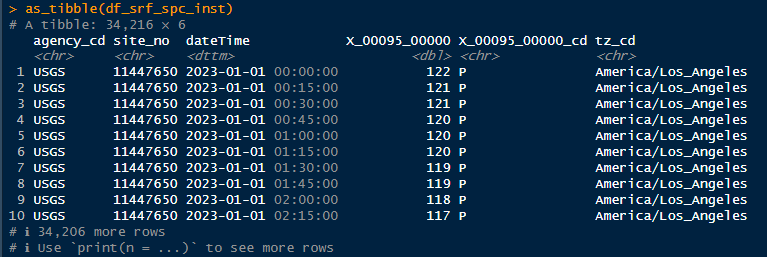 > as_tibble(df_srf_spc_inst)
# A tibble: 34,216 × 6
agency_cd site_no dateTime X_00095_00000 X_00095_00000_cd tz_cd
<chr> <chr> <dttm> <dbl> <chr> <chr>
1 USGS 11447650 2023-01-01 00:00:00 122 P America/Los_Angeles
2 USGS 11447650 2023-01-01 00:15:00 121 P America/Los_Angeles
3 USGS 11447650 2023-01-01 00:30:00 121 P America/Los_Angeles
4 USGS 11447650 2023-01-01 00:45:00 120 P America/Los_Angeles
5 USGS 11447650 2023-01-01 01:00:00 120 P America/Los_Angeles
6 USGS 11447650 2023-01-01 01:15:00 120 P America/Los_Angeles
7 USGS 11447650 2023-01-01 01:30:00 119 P America/Los_Angeles
8 USGS 11447650 2023-01-01 01:45:00 119 P America/Los_Angeles
9 USGS 11447650 2023-01-01 02:00:00 118 P America/Los_Angeles
10 USGS 11447650 2023-01-01 02:15:00 117 P America/Los_Angeles
# ℹ 34,206 more rows
# ℹ Use `print(n = ...)` to see more rows